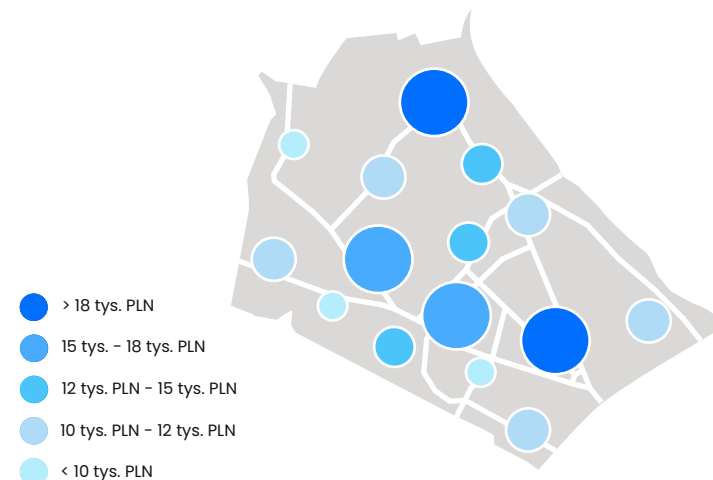 > 18 tys. PLN
15 tys. - 18 tys. PLN
12 tys. PLN - 15 tys. PLN
10 tys. PLN - 12 tys. PLN
< 10 tys. PLN